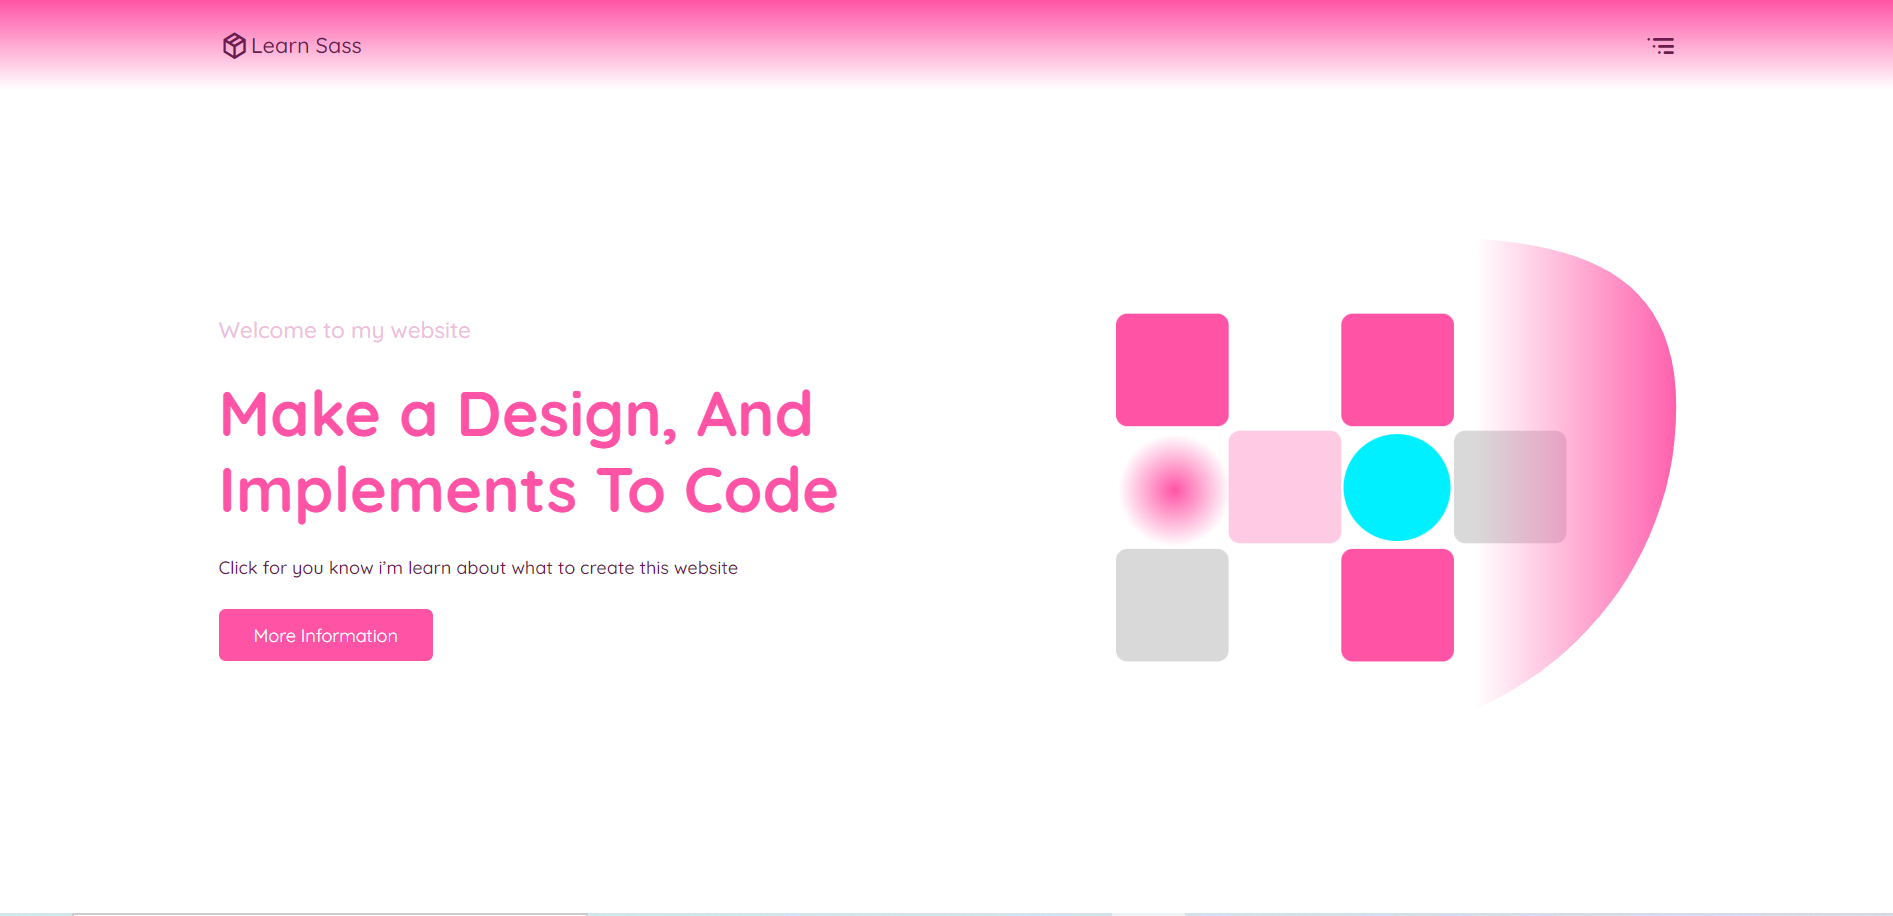 Learn Sass
Welcome to my website
Make a Design, And
Implements To Code
Click for you know i’m learn about what to create this website
More Information